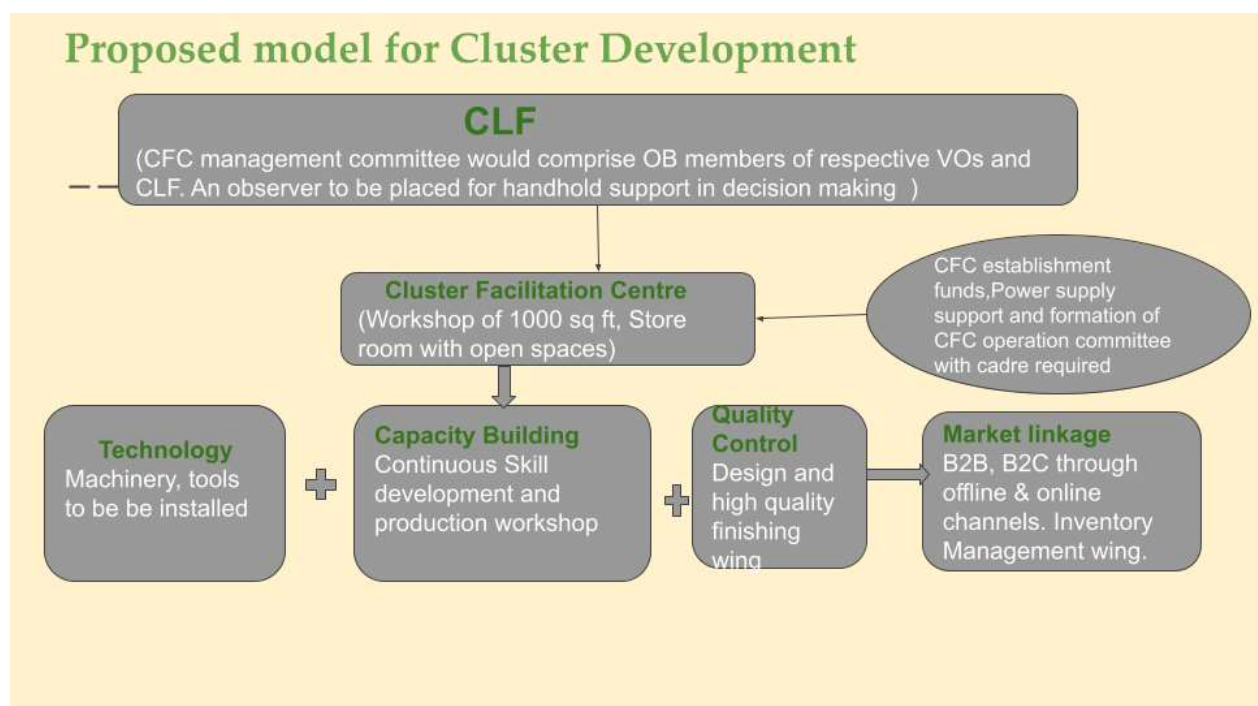 Proposed model for Cluster Development
CLF
(CFC management committee would comprise OB members of respective VOs and
CLF. An observer to be placed for handhold support in decision making  )
Cluster Facilitation Centre
(Workshop of 1000 sq ft, Store
room with open spaces)
CFC establishment
funds,Power supply
support and formation of
CFC operation committee
with cadre required
Technology
Machinery, tools
to be be installed
Capacity Building
Continuous Skill
development and
production workshop
Quality
Control
Design and
high quality
finishing
wing
Market linkage
B2B, B2C through
offline & online
channels. Inventory
Management wing.